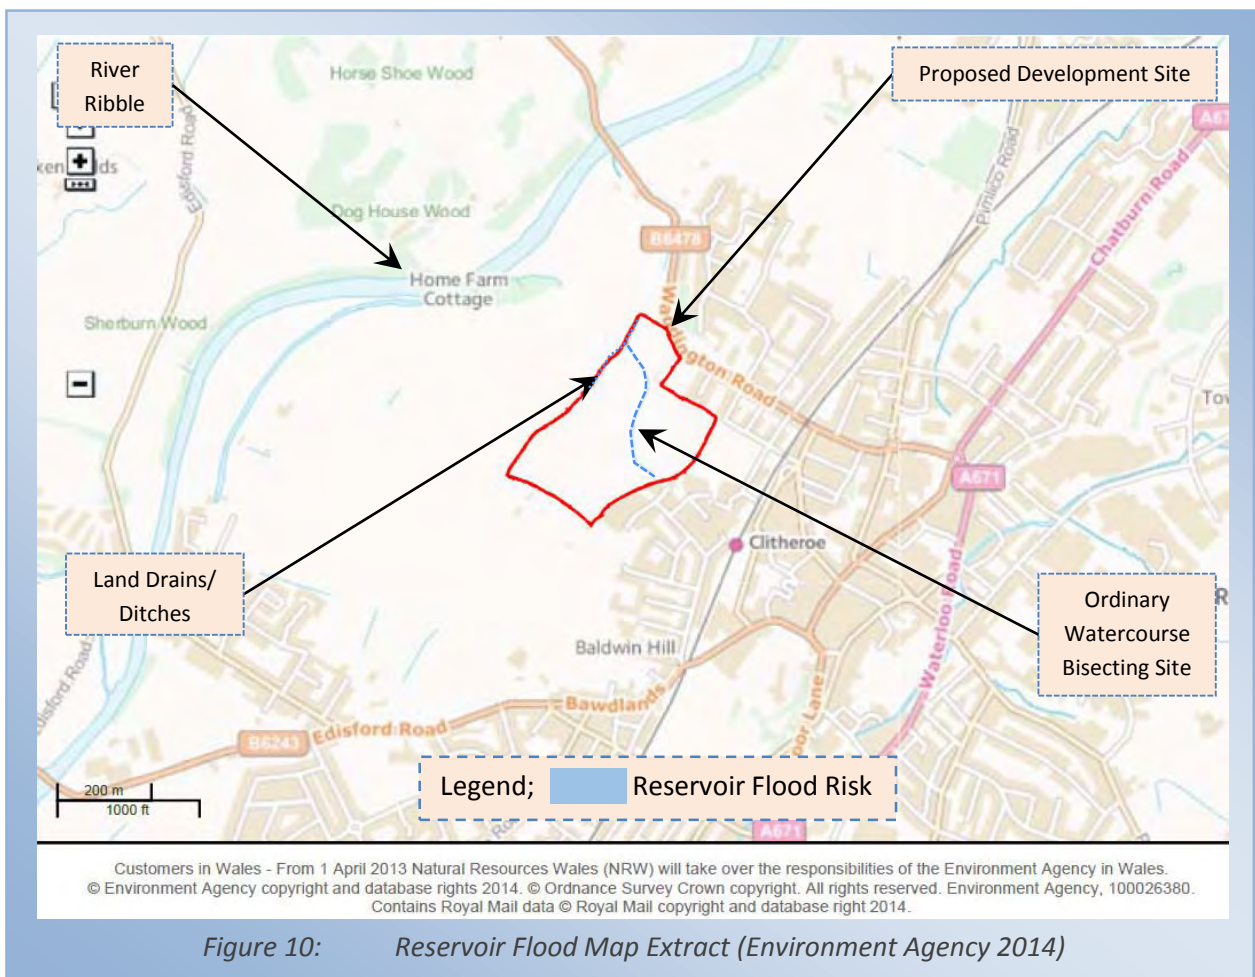 River
Ribble
Horse Shoe Wood
Proposed Development Site
Edisford Road
Pimlico Road
Chatburn Road
Dog House Wood
B6478
Home Farm
Cottage
Sherburn Wood
Waddington Road
A671
Clitheroe
Land Drains/
Ditches
Ordinary
Watercourse
Bisecting Site
Waterloo Road
Baldwin Hill
Edisford Road
Bawdlands
Edisford Road
B6243
Lane
Legend; Reservoir Flood Risk
200 m
1000 ft
A671
Customers in Wales - From 1 April 2013 Natural Resources Wales (NRW) will take over the responsibilities of the Environment Agency in Wales.
© Environment Agency copyright and database rights 2014. © Ordnance Survey Crown copyright. All rights reserved. Environment Agency, 100026380.
Contains Royal Mail data © Royal Mail copyright and database right 2014.
Figure 10: Reservoir Flood Map Extract (Environment Agency 2014)